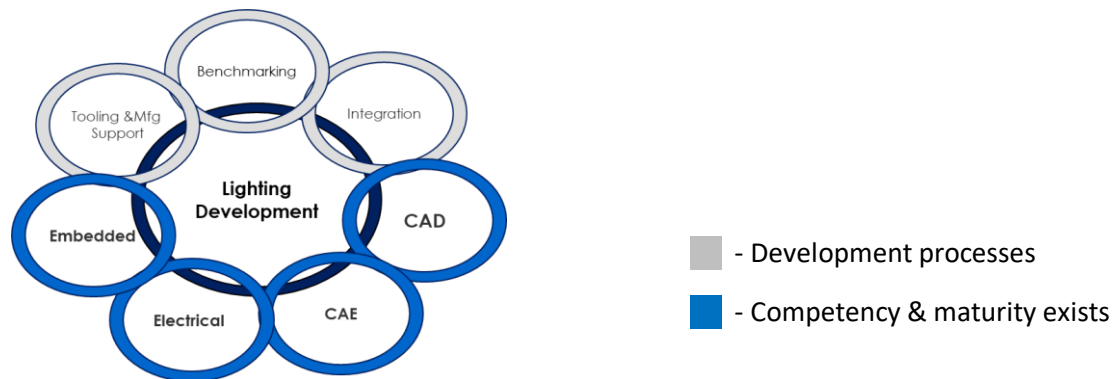 Benchmarking
Tooling &Mfg
Support
Integration
Lighting
Development
CAD
Embedded
Electrical
CAE
- Development processes
- Competency & maturity exists